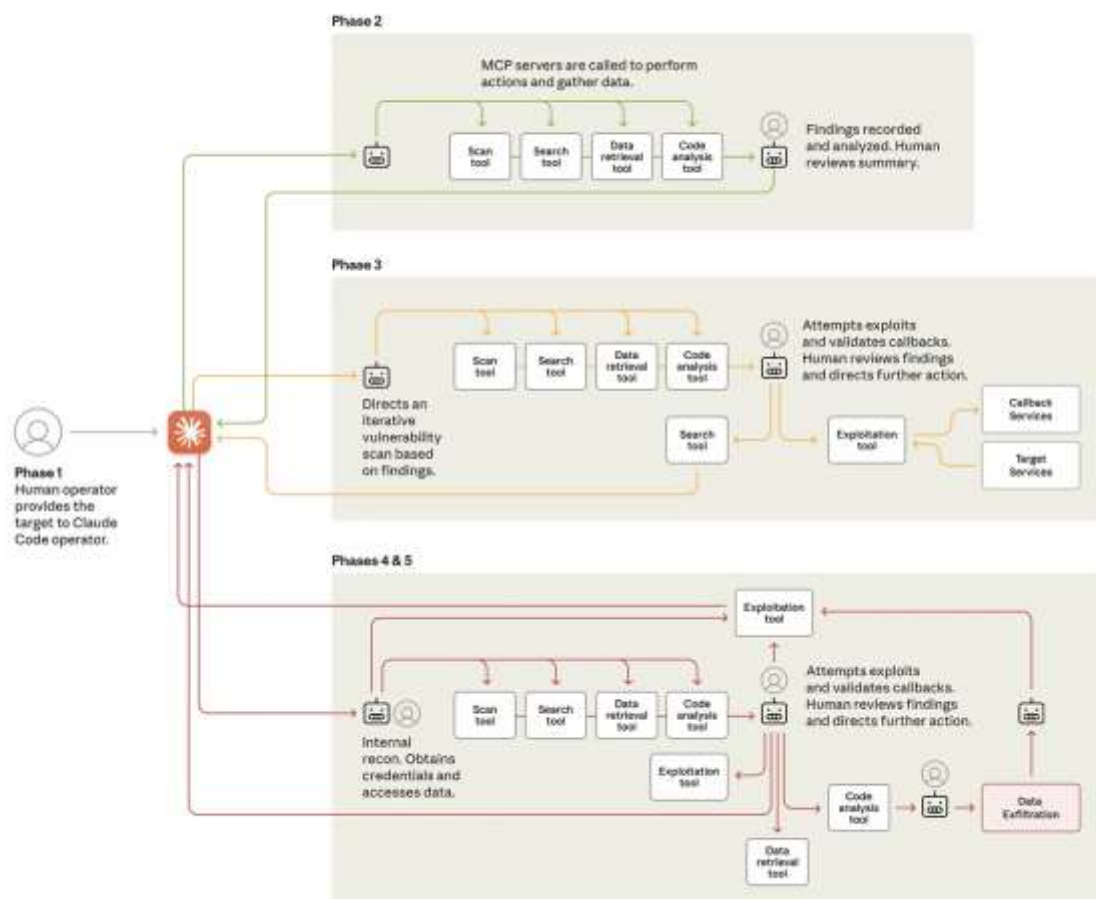 Phase 2
MCP servers are called to perform
actions and gather data.
Scan
tool
Search
tool
Data
retrieval
tool
Code
analysis
tool
Findings recorded
and analyzed. Human
reviews summary.
Phase 3
Scan
tool
Search
tool
Data
retrieval
tool
Code
analysis
tool
Attempts exploits
and validates callbacks.
Human reviews findings
and directs further action.
Directs an
iterative
vulnerability
scan based
on findings.
Search
tool
Exploitation
tool
Callback
Services
Target
Services
Phase 1
Human operator
provides the
target to Claude
Code operator.
Phases 4 & 5
Exploitation
tool
Scan
tool
Search
tool
Data
retrieval
tool
Code
analysis
tool
Attempts exploits
and validates callbacks.
Human reviews findings
and directs further action.
Internal
recon. Obtains
credentials and
accesses data.
Exploitation
tool
Code
analysis
tool
Data
Exfiltration
Data
retrieval
tool